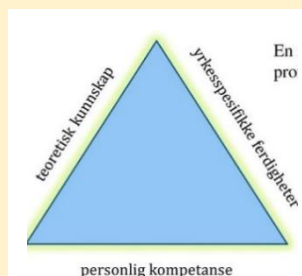 En
pro
teoretisk kunnskap
yrkesspesifikke ferdigheter
personlig kompetanse